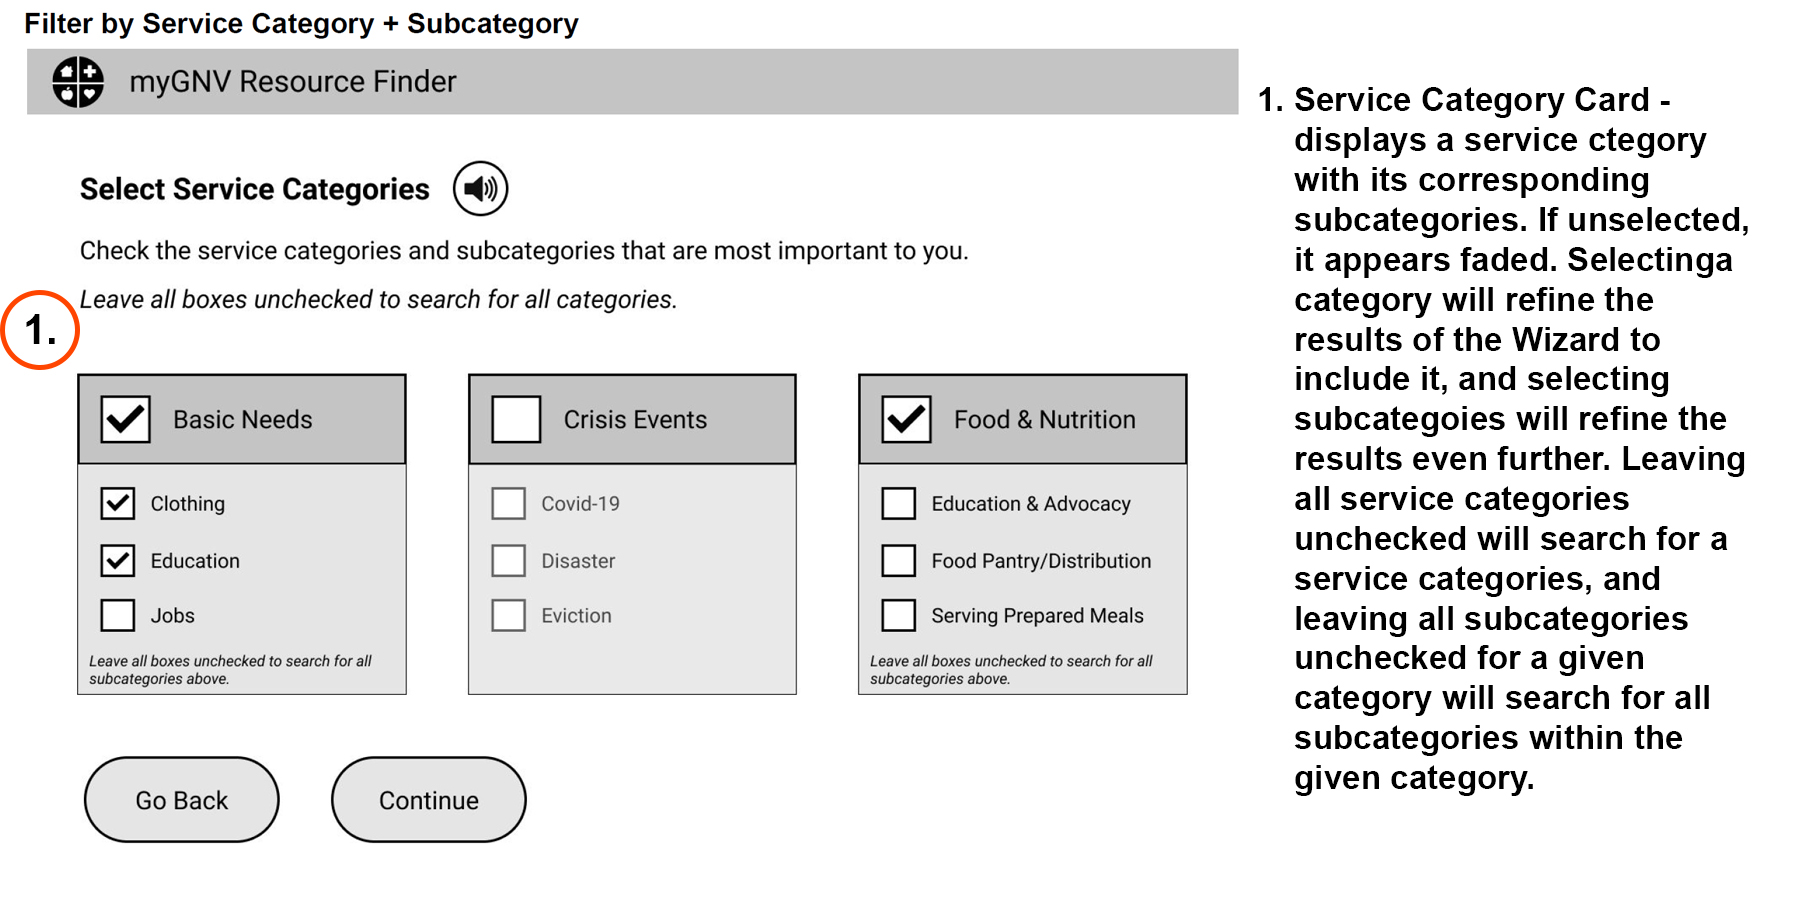 Filter by Service Category + Subcategory
myGNV Resource Finder
Select Service Categories
Check the service categories and subcategories that are most important to you.
Leave all boxes unchecked to search for all categories.
1.
Basic Needs
Clothing
Education
Jobs
Leave all boxes unchecked to search for all
subcategories above.
Crisis Events
Covid-19
Disaster
Eviction
Food & Nutrition
Education & Advocacy
Food Pantry/Distribution
Serving Prepared Meals
Leave all boxes unchecked to search for all
subcategories above.
Go Back
Continue
1. Service Category Card -
displays a service ctegory
with its corresponding
subcategories. If unselected,
it appears faded. Selectinga
category will refine the
results of the Wizard to
include it, and selecting
subcategoies will refine the
results even further. Leaving
all service categories
unchecked will search for a
service categories, and
leaving all subcategories
unchecked for a given
category will search for all
subcategories within the
given category.